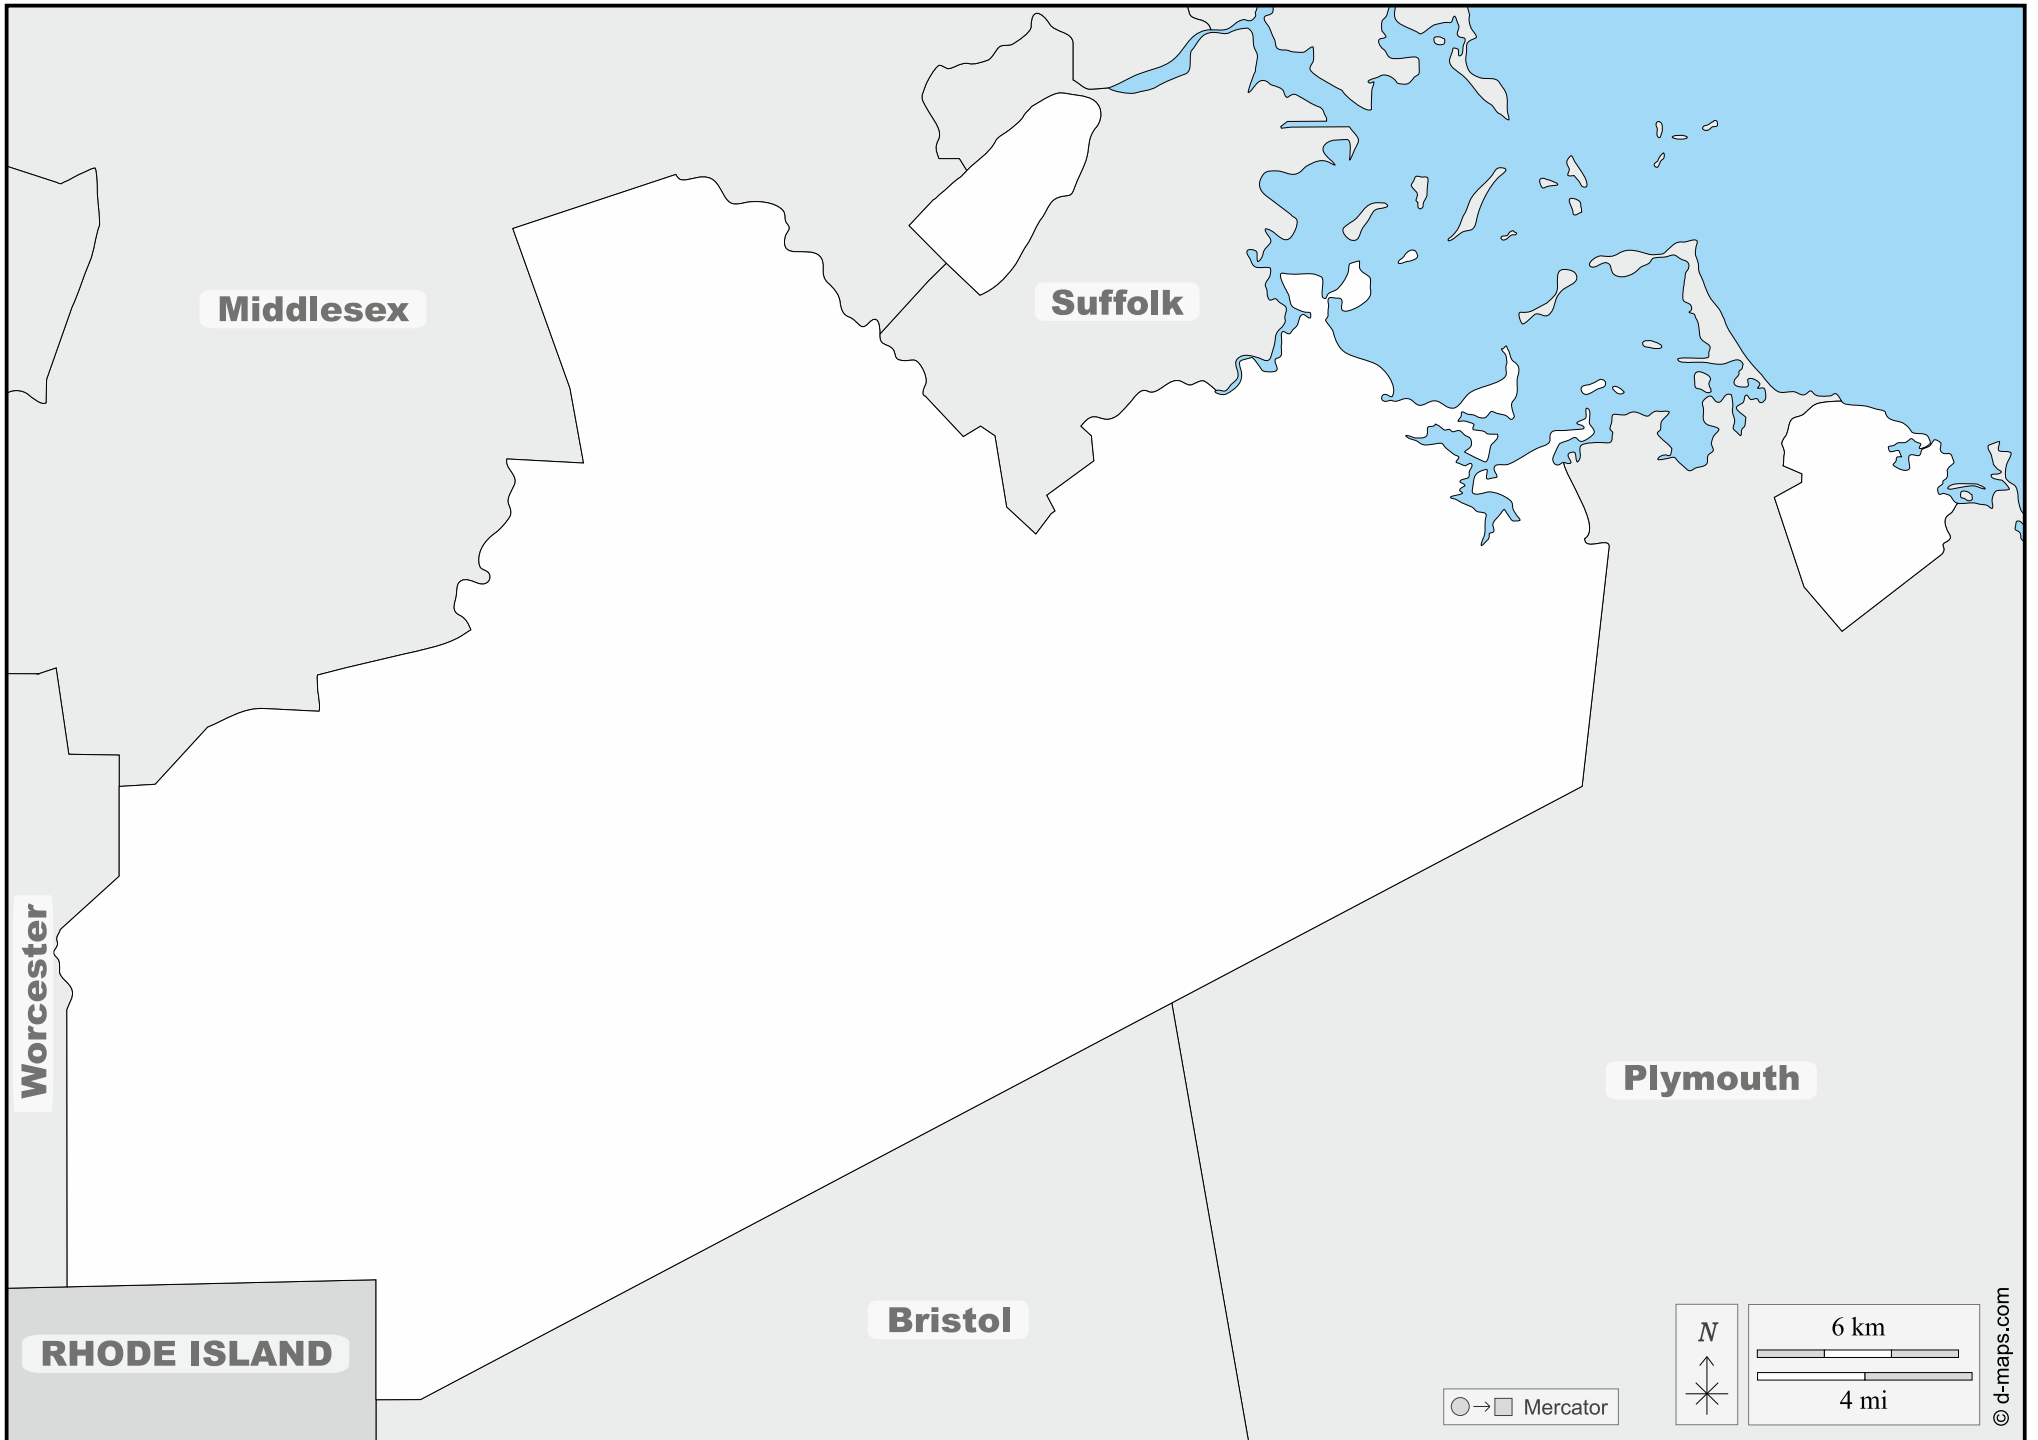 Middlesex
Suffolk
Worcester
Plymouth
Bristol
RHODE ISLAND
N
6 km
4 mi
Mercator
© d-maps.com